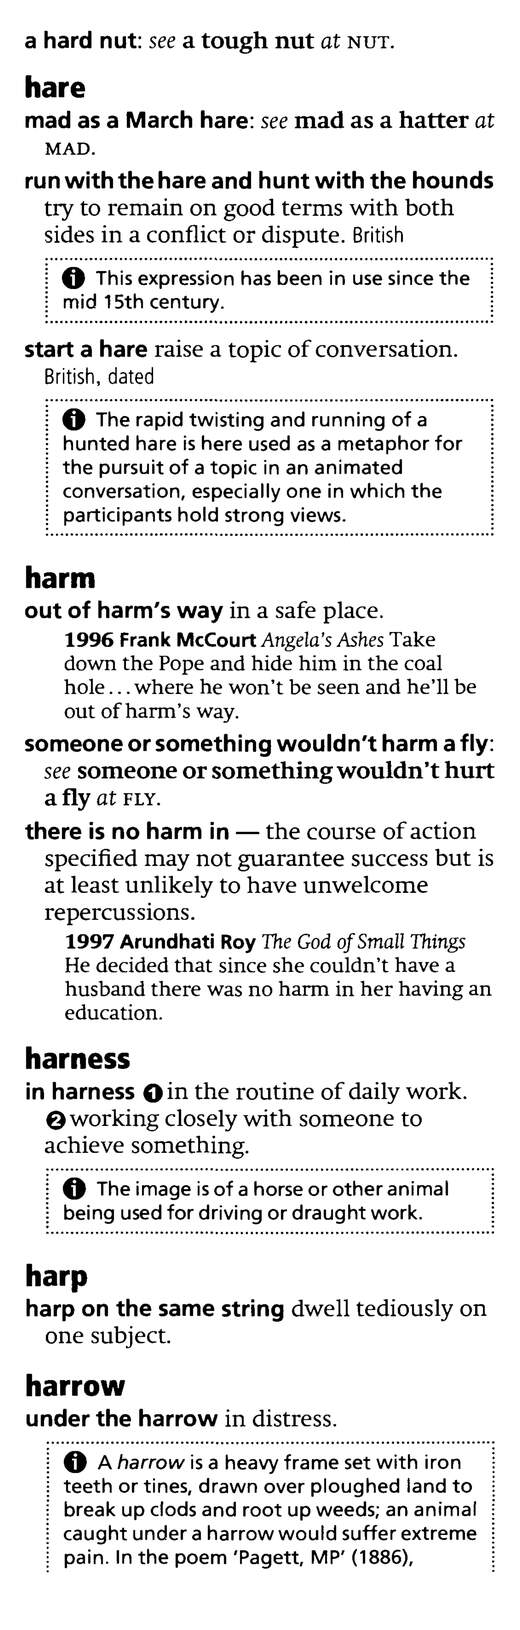 a hard nut: see a tough nut at NUT.
hare
mad as a March hare: see mad as a hatter at
MAD.
run with the hare and hunt with the hounds
try to remain on good terms with both
sides in a conflict or dispute. British
ℹ This expression has been in use since the
mid 15th century.
start a hare raise a topic of conversation.
British, dated
ℹ The rapid twisting and running of a
hunted hare is here used as a metaphor for
the pursuit of a topic in an animated
conversation, especially one in which the
participants hold strong views.
harm
out of harm's way in a safe place.
1996 Frank McCourt Angela's Ashes Take
down the Pope and hide him in the coal
hole... where he won't be seen and he'll be
out of harm's way.
someone or something wouldn't harm a fly:
see someone or something wouldn't hurt
a fly at FLY.
there is no harm in — the course of action
specified may not guarantee success but is
at least unlikely to have unwelcome
repercussions.
1997 Arundhati Roy The God of Small Things
He decided that since she couldn't have a
husband there was no harm in her having an
education.
harness
in harness ❶ in the routine of daily work.
❷ working closely with someone to
achieve something.
ℹ The image is of a horse or other animal
being used for driving or draught work.
harp
harp on the same string dwell tediously on
one subject.
harrow
under the harrow in distress.
ℹ A harrow is a heavy frame set with iron
teeth or tines, drawn over ploughed land to
break up clods and root up weeds; an animal
caught under a harrow would suffer extreme
pain. In the poem 'Pagett, MP' (1886),